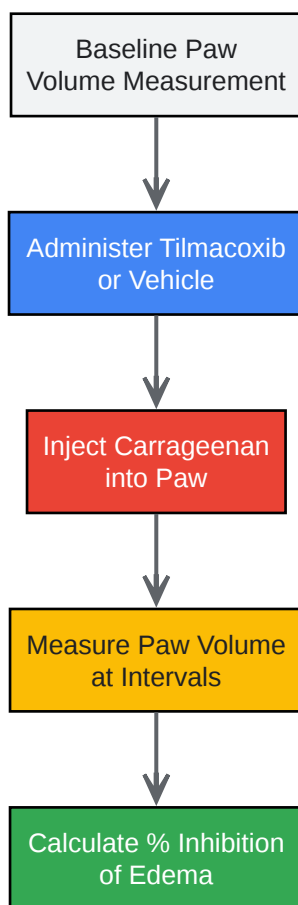 Baseline Paw
Volume Measurement
Administer Tilmacoxib
or Vehicle
Inject Carrageenan
into Paw
Measure Paw Volume
at Intervals
Calculate % Inhibition
of Edema